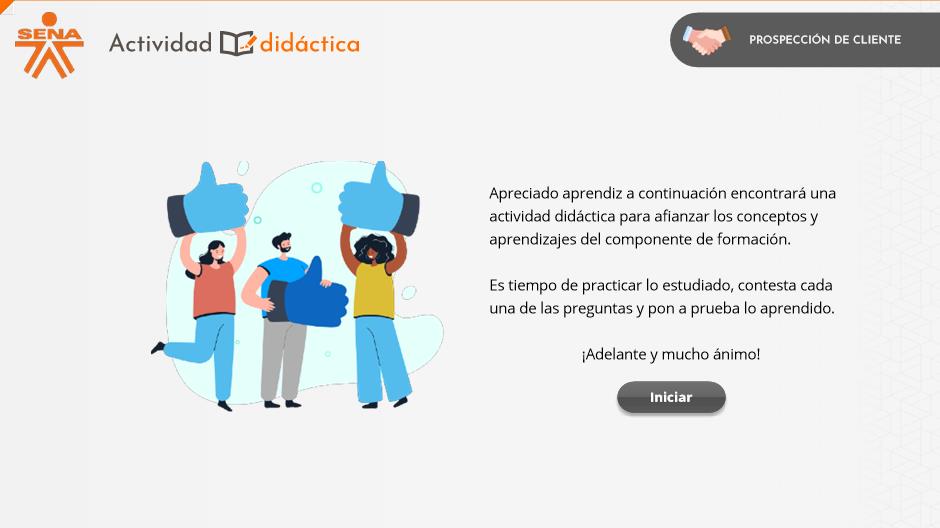 SENA
Actividad didáctica
PROSPECCIÓN DE CLIENTE
Apreciado aprendiz a continuación encontrará una
actividad didáctica para afianzar los conceptos y
aprendizajes del componente de formación.
Es tiempo de practicar lo estudiado, contesta cada
una de las preguntas y pon a prueba lo aprendido.
¡Adelante y mucho ánimo!
Iniciar